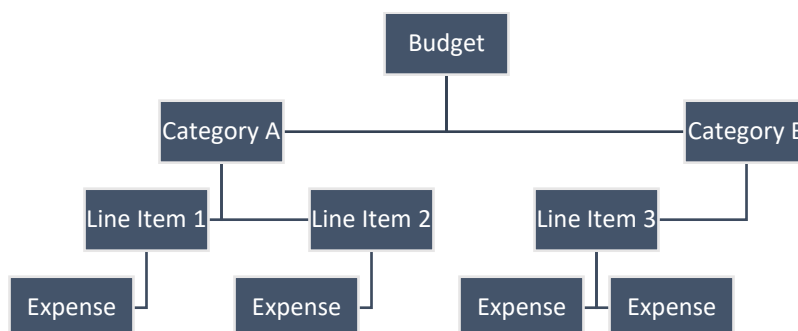 Budget
Category A
Category B
Line Item 1
Line Item 2
Line Item 3
Expense
Expense
Expense
Expense